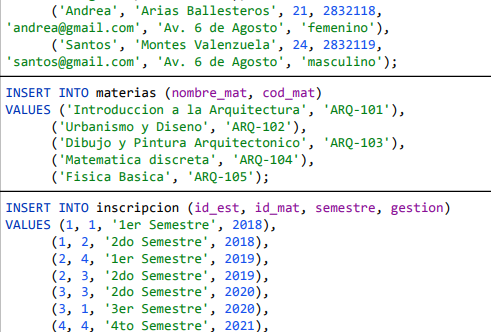 ('Andrea', 'Arias Ballesteros', 21, 2832118,
'andrea@gmail.com', 'Av. 6 de Agosto', 'femenino'),
('Santos', 'Montes Valenzuela', 24, 2832119,
'santos@gmail.com', 'Av. 6 de Agosto', 'masculino');
INSERT INTO materias (nombre_mat, cod_mat)
VALUES ('Introduccion a la Arquitectura', 'ARQ-101'),
('Urbanismo y Diseno', 'ARQ-102'),
('Dibujo y Pintura Arquitectonico', 'ARQ-103'),
('Matematica discreta', 'ARQ-104'),
('Fisica Basica', 'ARQ-105');
INSERT INTO inscripcion (id_est, id_mat, semestre, gestion)
VALUES (1, 1, '1er Semestre', 2018),
(1, 2, '2do Semestre', 2018),
(2, 4, '1er Semestre', 2019),
(2, 3, '2do Semestre', 2019),
(3, 3, '2do Semestre', 2020),
(3, 1, '3er Semestre', 2020),
(4, 4, '4to Semestre', 2021),